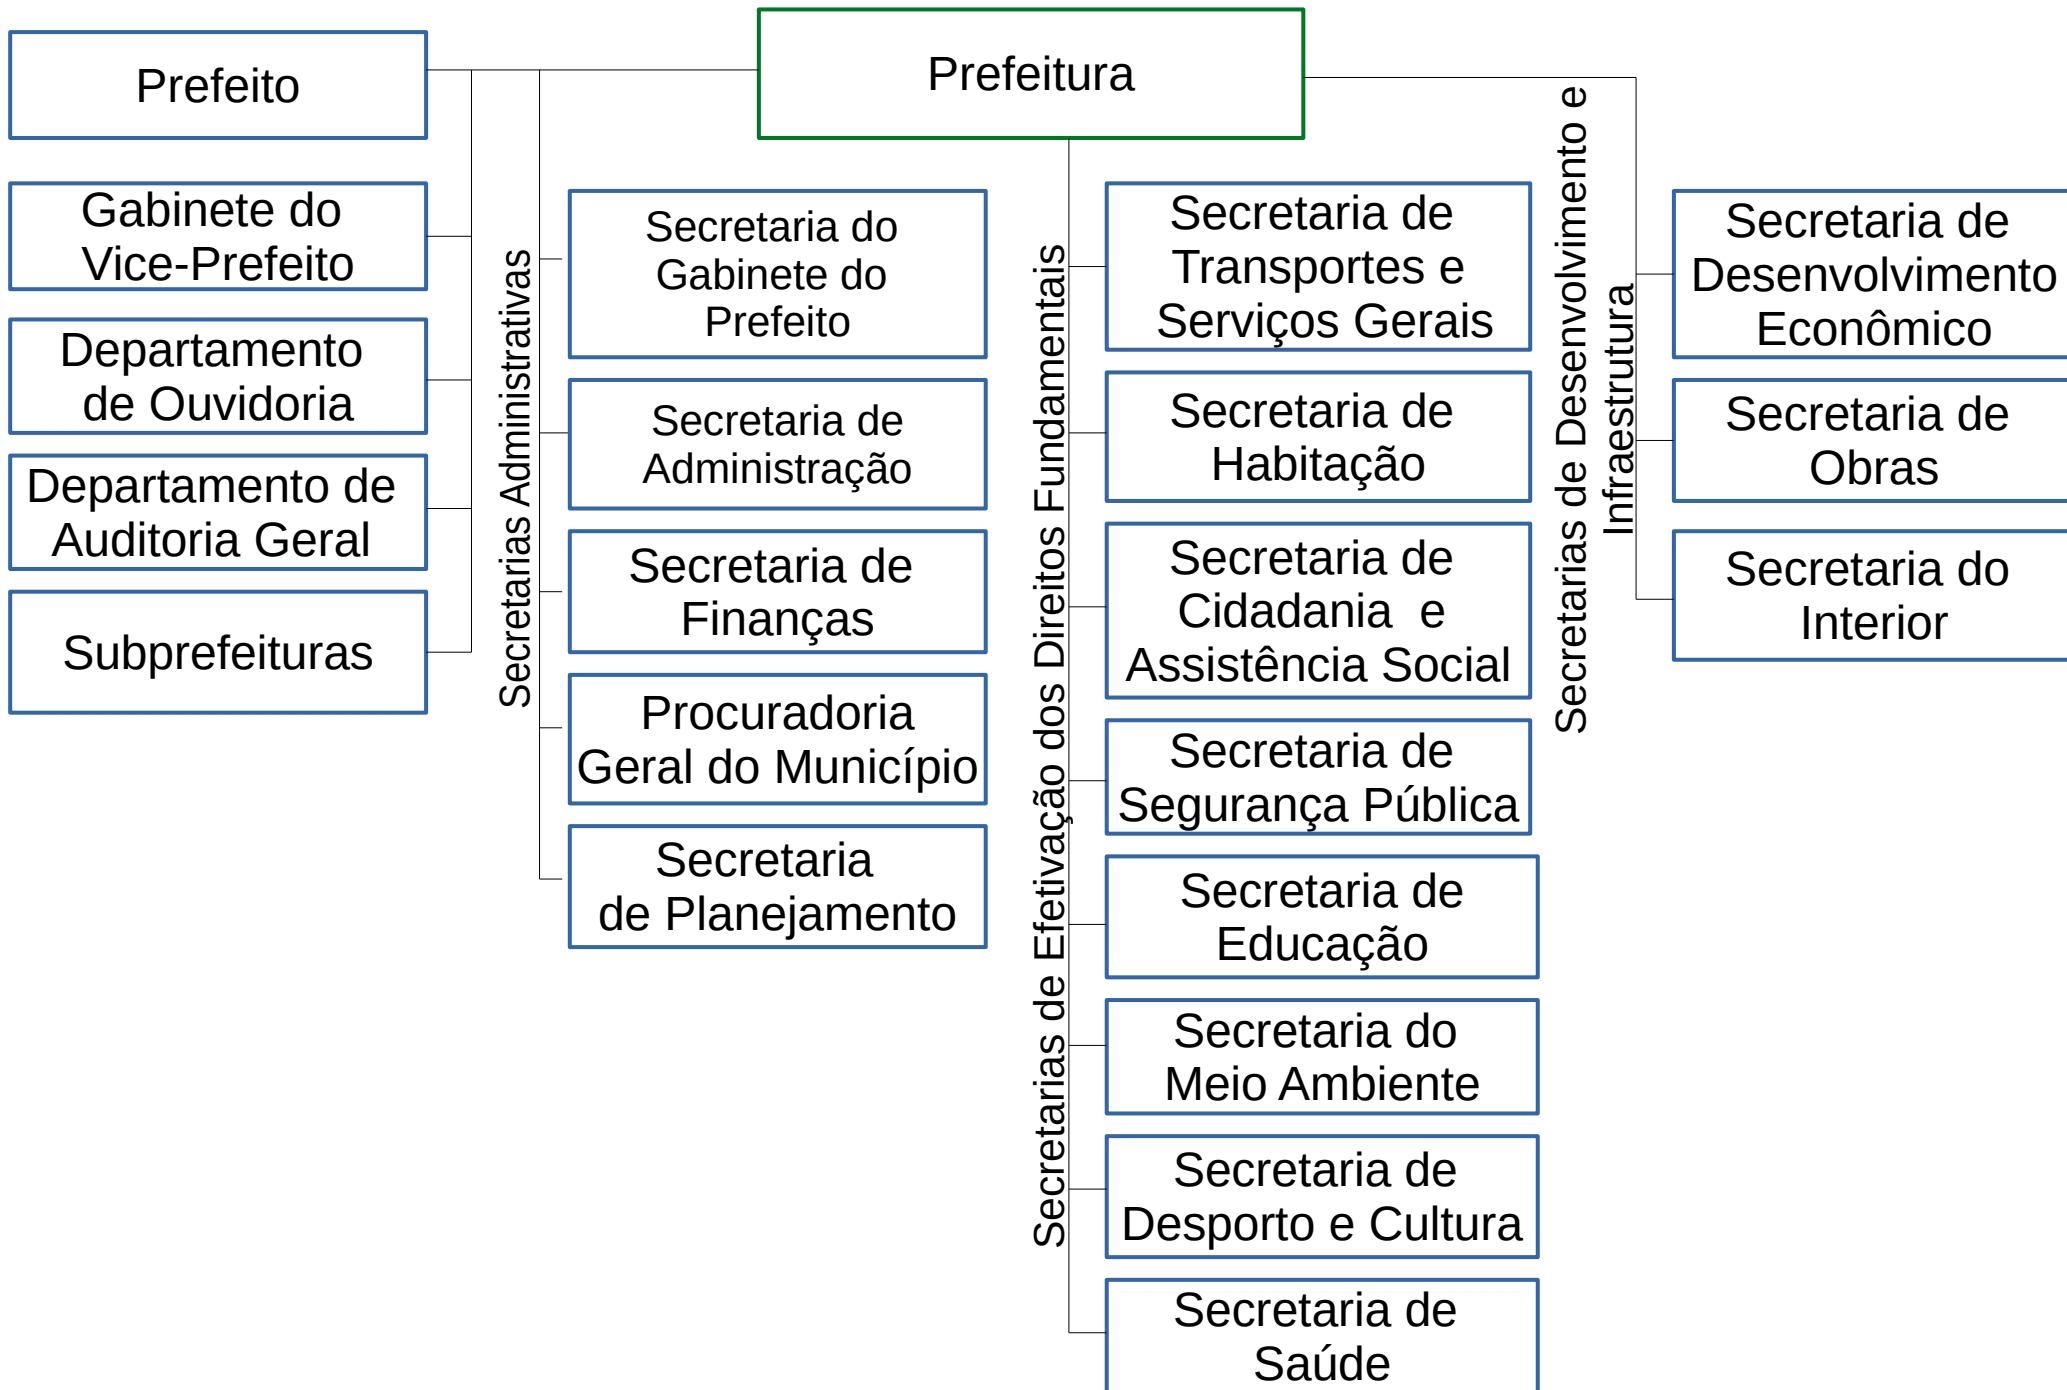 Prefeitura
Prefeito
Gabinete do
Vice-Prefeito
Departamento
de Ouvidoria
Departamento de
Auditoria Geral
Subprefeituras
Secretarias Administrativas
Secretaria do
Gabinete do
Prefeito
Secretaria de
Administração
Secretaria de
Finanças
Procuradoria
Geral do Município
Secretaria
de Planejamento
Secretarias de Efetivação dos Direitos Fundamentais
Secretaria de
Transportes e
Serviços Gerais
Secretaria de
Habitação
Secretaria de
Cidadania e
Assistência Social
Secretaria de
Segurança Pública
Secretaria de
Educação
Secretaria do
Meio Ambiente
Secretaria de
Desporto e Cultura
Secretaria de
Saúde
Secretarias de Desenvolvimento e
Infraestrutura
Secretaria de
Desenvolvimento
Econômico
Secretaria de
Obras
Secretaria do
Interior